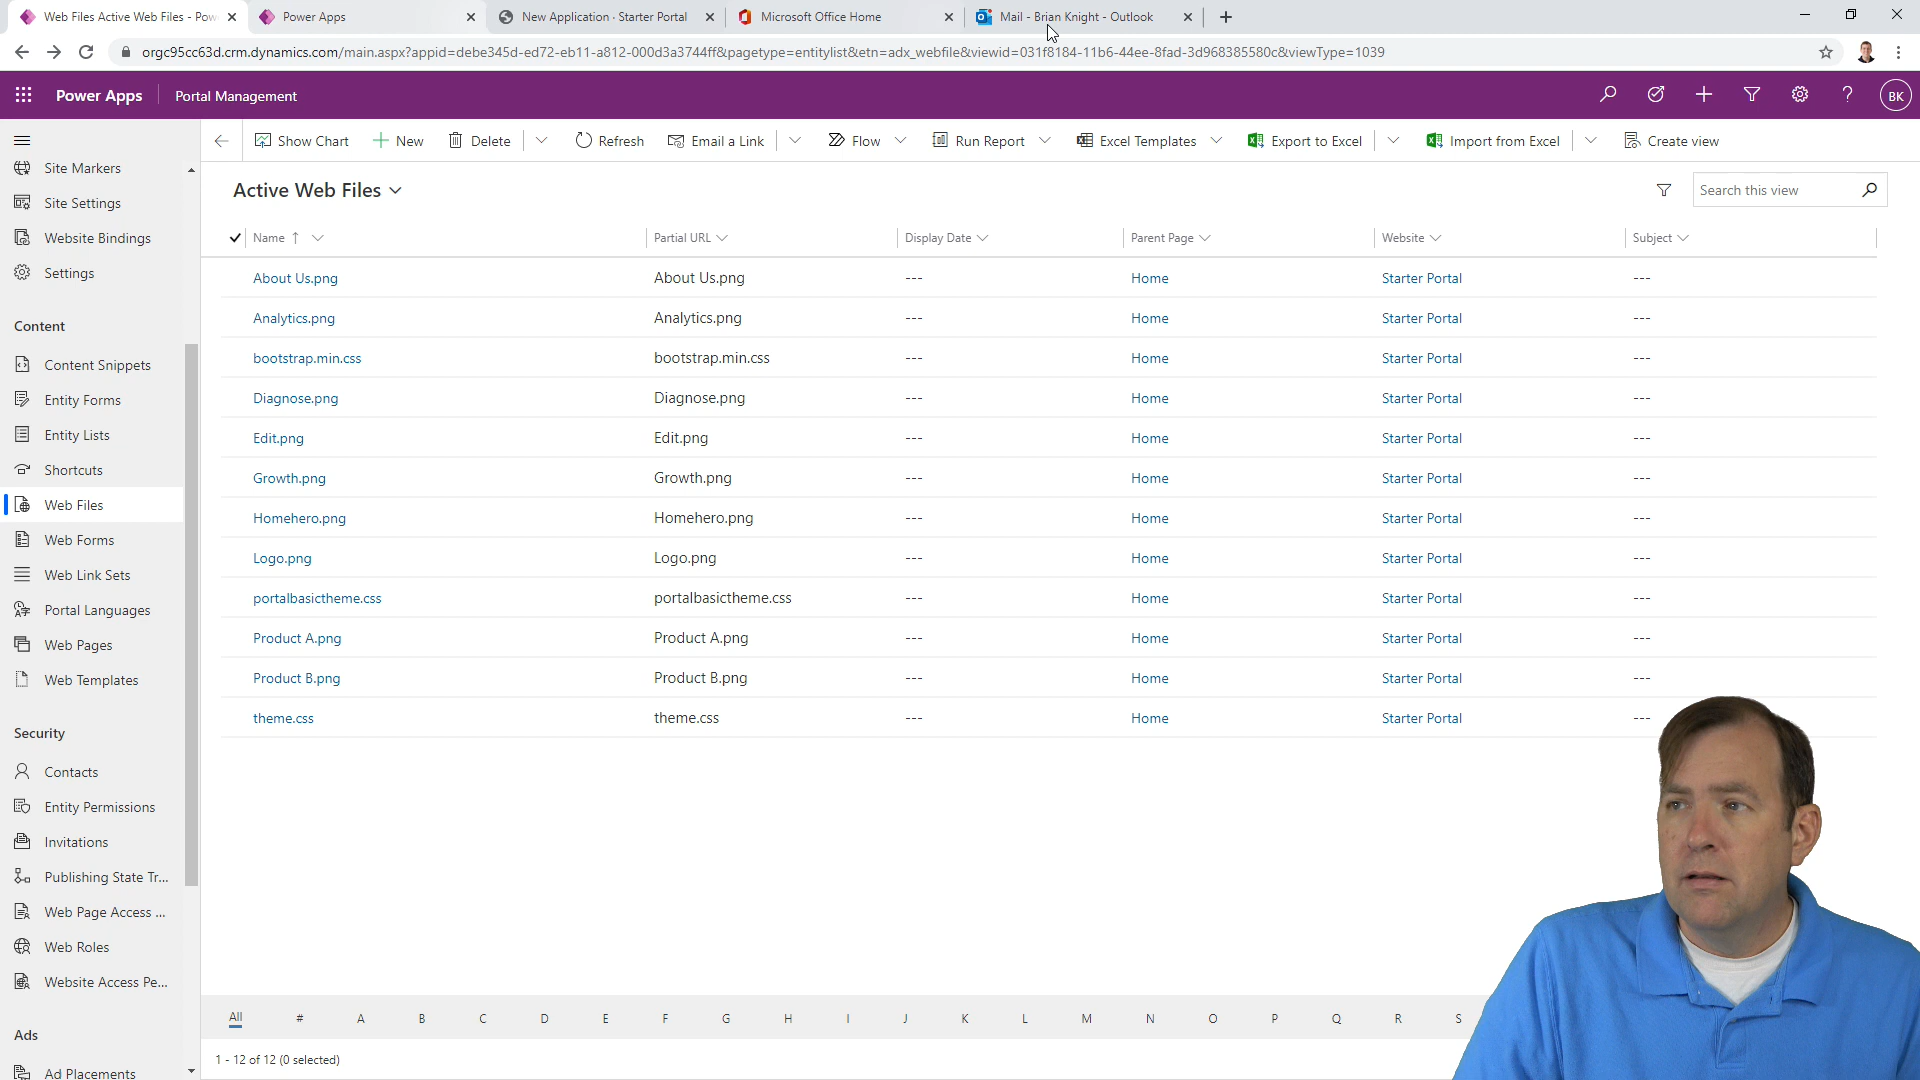 Web Files Active Web Files - Pow
Power Apps
New Application · Starter Portal
Microsoft Office Home
Mail - Brian Knight - Outlook
orgc95cc63d.crm.dynamics.com/main.aspx?appid=debe345d-ed72-eb11-a812-000d3a3744ff&pagetype=entitylist&etn=adx_webfile&viewid=031f8184-11b6-44ee-8fad-3d968385580c&viewType=1039
Power Apps
Portal Management
BK
Show Chart
New
Delete
Refresh
Email a Link
Flow
Run Report
Excel Templates
Export to Excel
Import from Excel
Create view
Site Markers
Site Settings
Website Bindings
Settings
Content
Content Snippets
Entity Forms
Entity Lists
Shortcuts
Web Files
Web Forms
Web Link Sets
Portal Languages
Web Pages
Web Templates
Security
Contacts
Entity Permissions
Invitations
Publishing State Tr...
Web Page Access ...
Web Roles
Website Access Pe...
Ads
Ad Placements
Active Web Files
Search this view
Name ↑ Partial URL Display Date Parent Page Website Subject
About Us.png About Us.png --- Home Starter Portal ---
Analytics.png Analytics.png --- Home Starter Portal ---
bootstrap.min.css bootstrap.min.css --- Home Starter Portal ---
Diagnose.png Diagnose.png --- Home Starter Portal ---
Edit.png Edit.png --- Home Starter Portal ---
Growth.png Growth.png --- Home Starter Portal ---
Homehero.png Homehero.png --- Home Starter Portal ---
Logo.png Logo.png --- Home Starter Portal ---
portalbasictheme.css portalbasictheme.css --- Home Starter Portal ---
Product A.png Product A.png --- Home Starter Portal ---
Product B.png Product B.png --- Home Starter Portal ---
theme.css theme.css --- Home Starter Portal ---
All # A B C D E F G H I J K L M N O P Q R S
1 - 12 of 12 (0 selected)